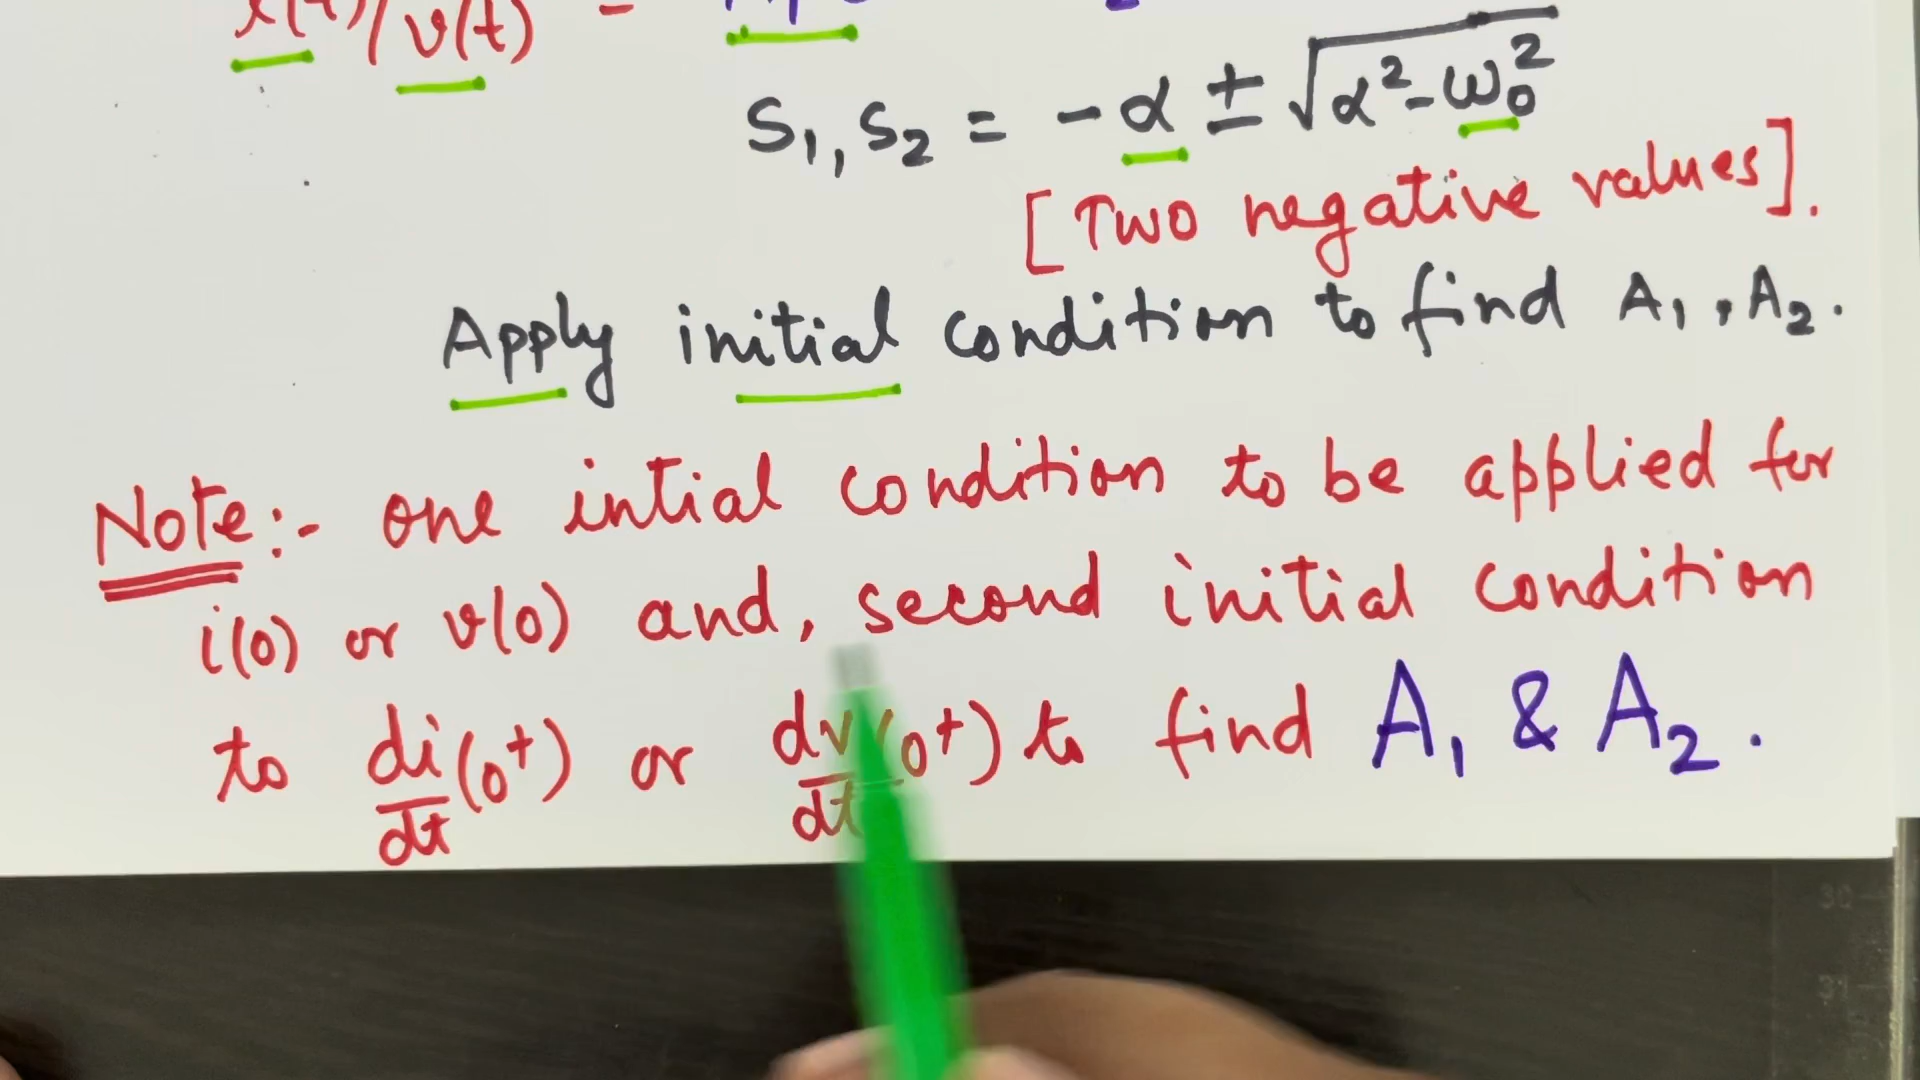 v(t)
S₁, S₂ = -α ± √α²-ω₀²
[Two negative values].
Apply initial condition to find A₁, A₂.
Note:- one intial condition to be applied for
i(0) or v(0) and, second initial condition
to di/dt(0⁺) or dv/dt(0⁺) to find A₁ & A₂.